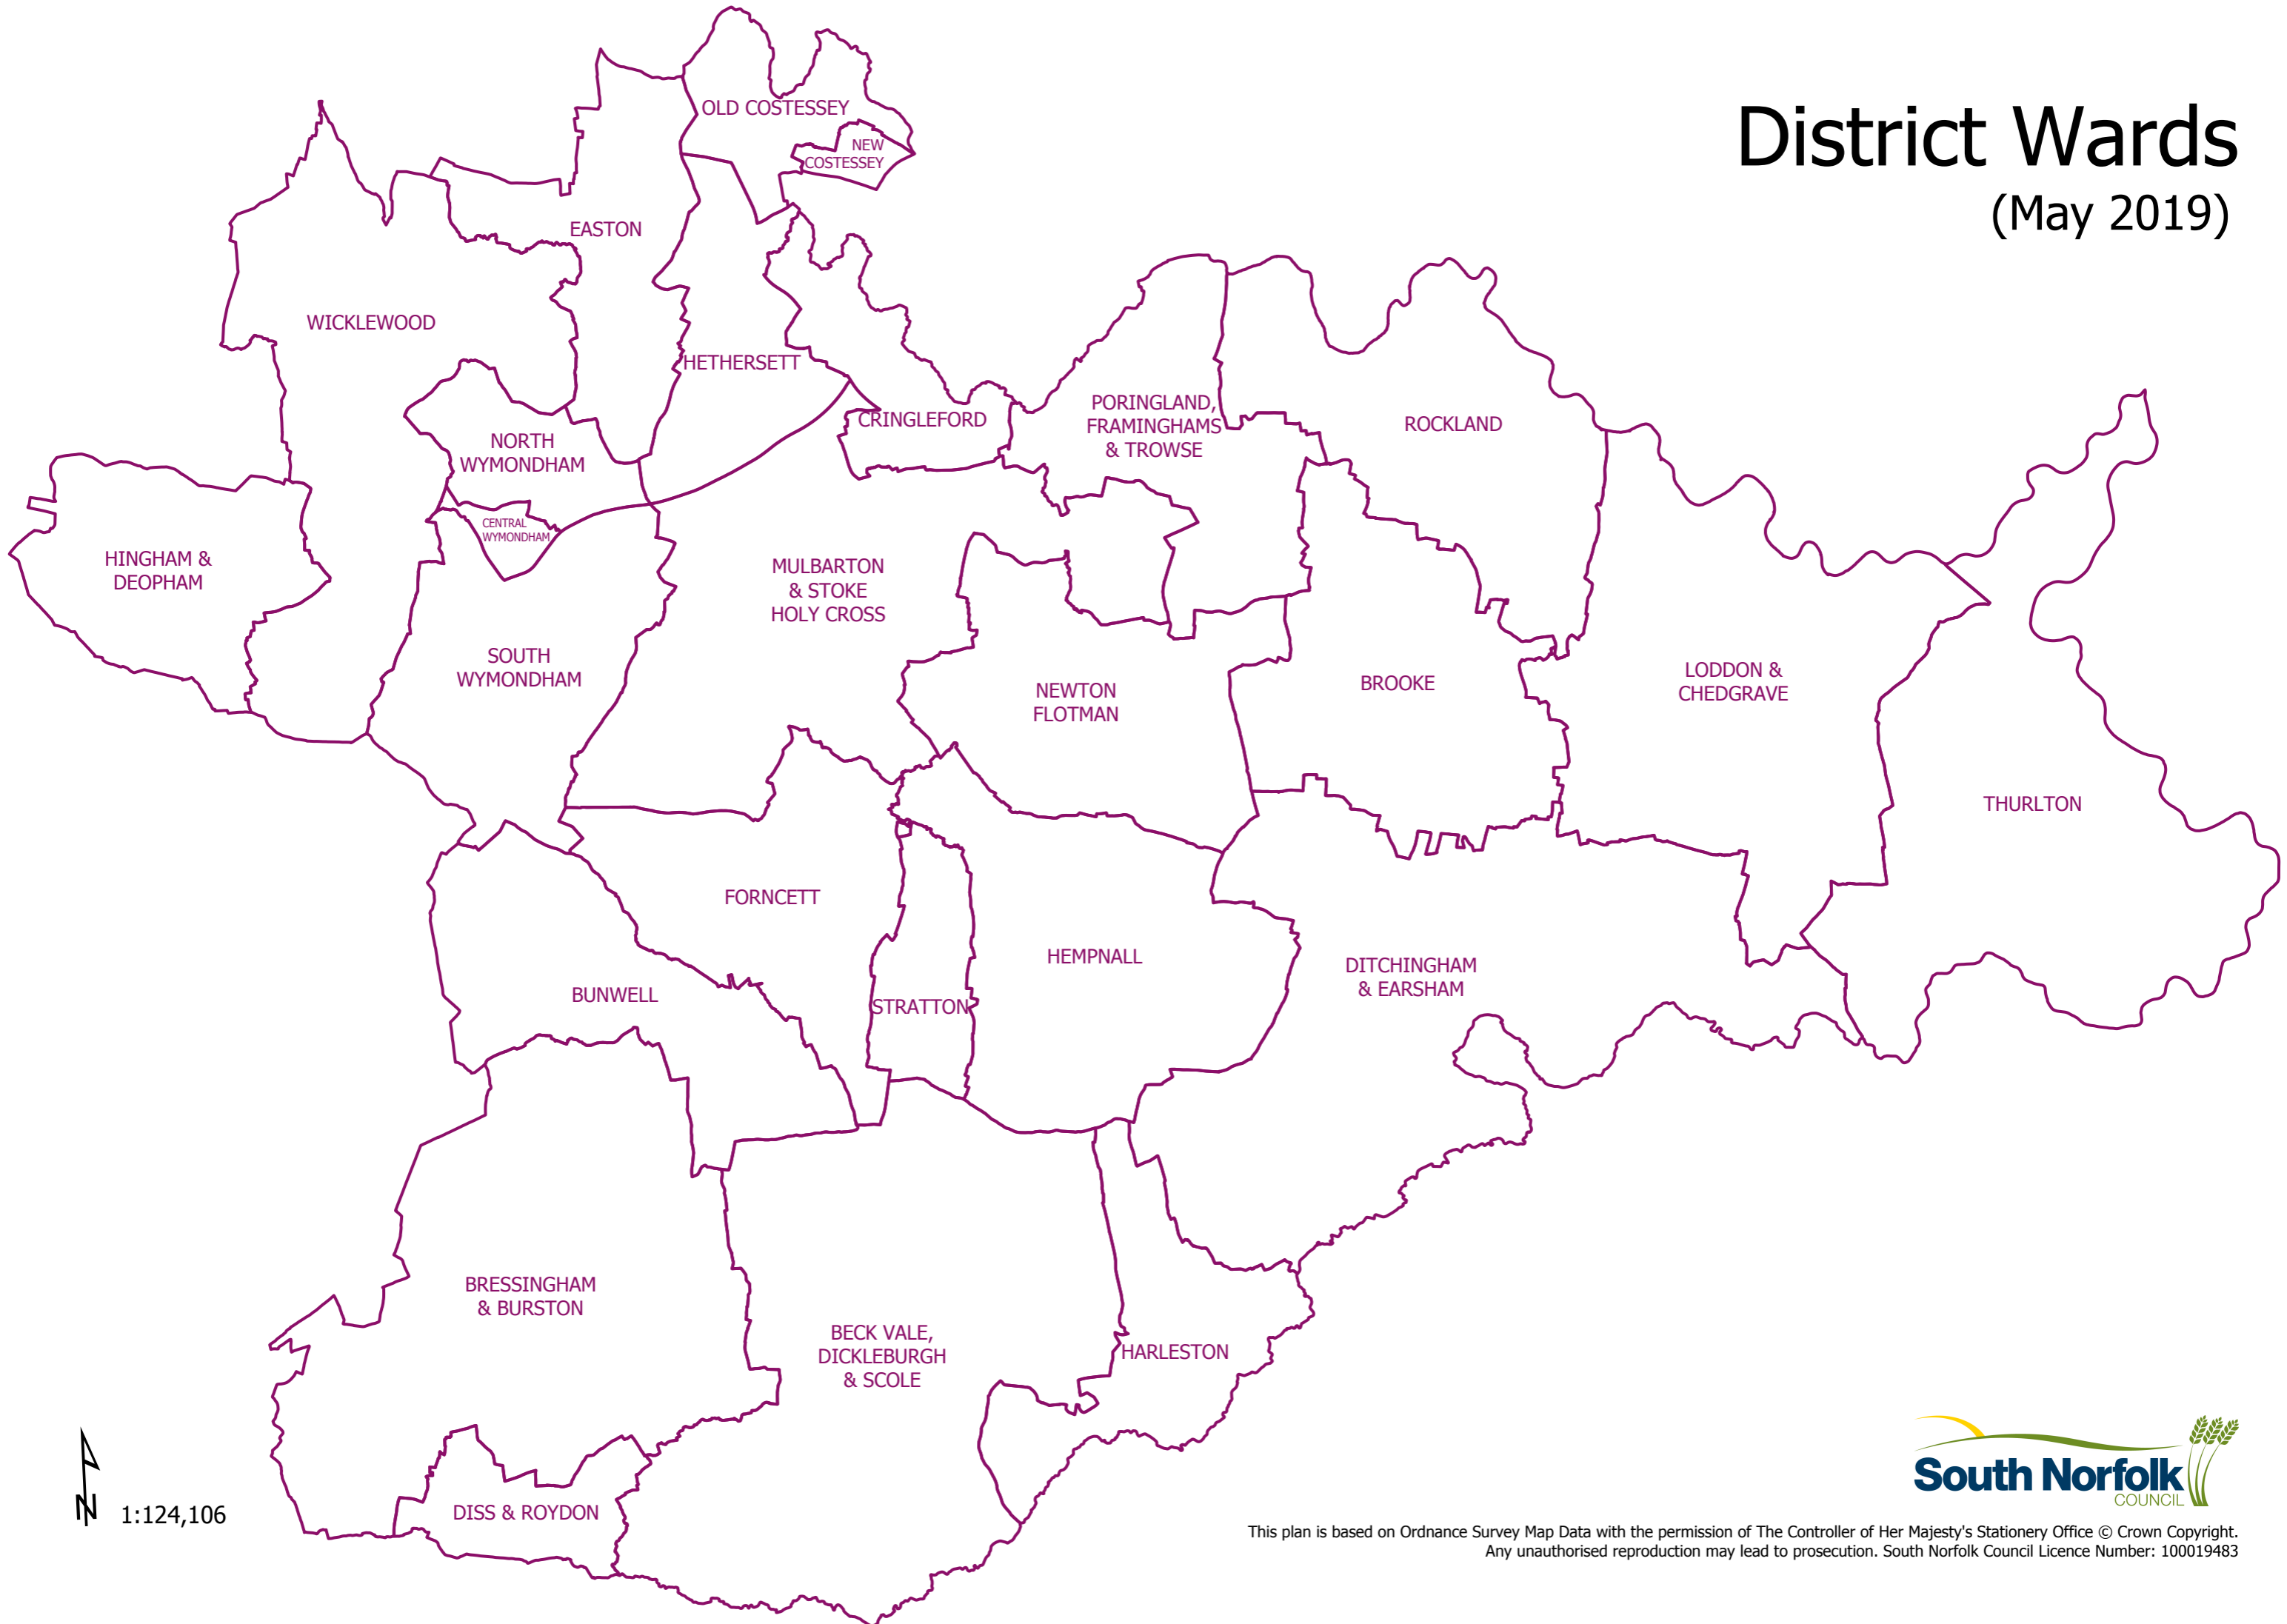 District Wards
(May 2019)
OLD COSTESSEY
NEW
COSTESSEY
EASTON
WICKLEWOOD
HETHERSETT
CRINGLEFORD
PORINGLAND,
FRAMINGHAMS
& TROWSE
ROCKLAND
NORTH
WYMONDHAM
CENTRAL
WYMONDHAM
HINGHAM &
DEOPHAM
MULBARTON
& STOKE
HOLY CROSS
SOUTH
WYMONDHAM
NEWTON
FLOTMAN
BROOKE
LODDON &
CHEDGRAVE
THURLTON
FORNCETT
HEMPNALL
DITCHINGHAM
& EARSHAM
BUNWELL
STRATTON
BRESSINGHAM
& BURSTON
BECK VALE,
DICKLEBURGH
& SCOLE
HARLESTON
DISS & ROYDON
N
1:124,106
South Norfolk
COUNCIL
This plan is based on Ordnance Survey Map Data with the permission of The Controller of Her Majesty's Stationery Office © Crown Copyright.
Any unauthorised reproduction may lead to prosecution. South Norfolk Council Licence Number: 100019483